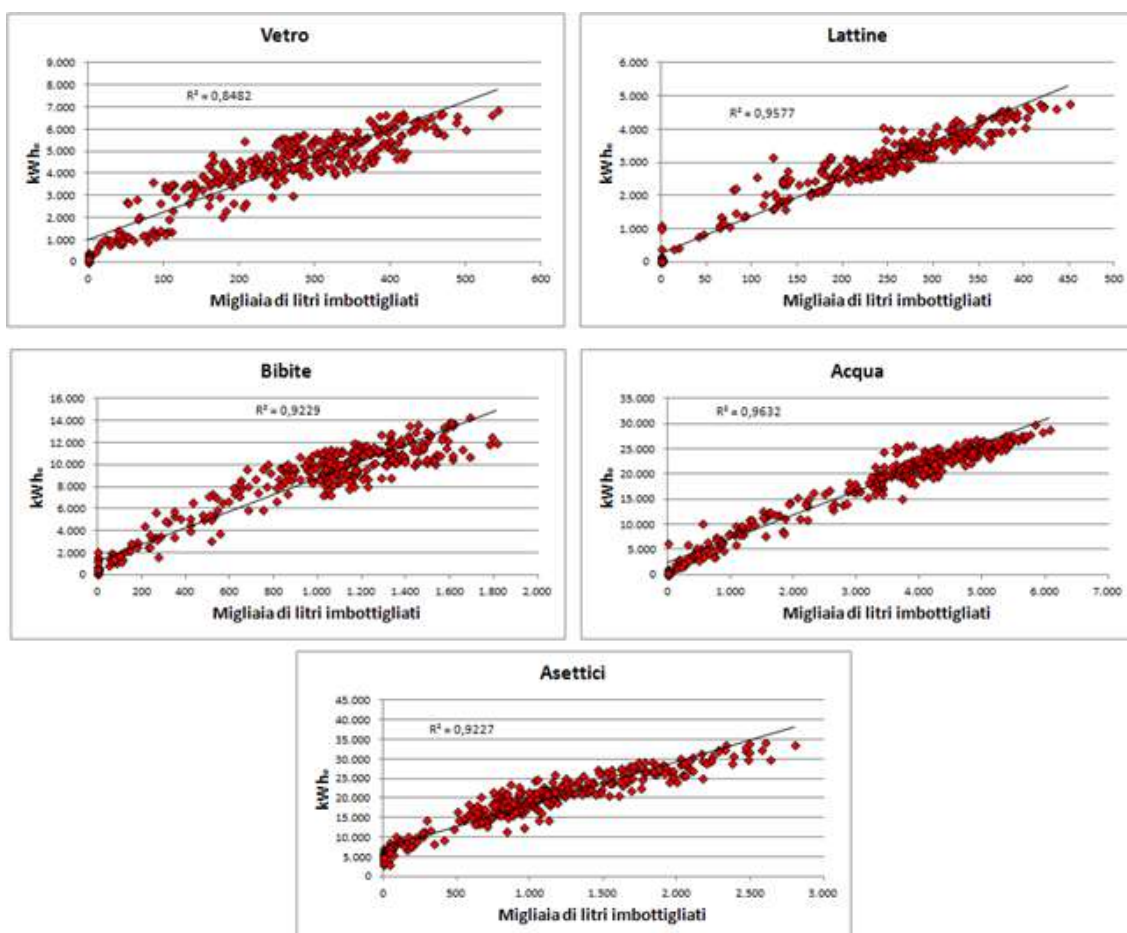 Vetro
9.000
8.000
7.000
6.000
5.000
4.000
3.000
2.000
1.000
0
kWhₑ
R² = 0,8482
0 100 200 300 400 500 600
Migliaia di litri imbottigliati
Lattine
6.000
5.000
4.000
3.000
2.000
1.000
0
kWhₑ
R² = 0,9577
0 50 100 150 200 250 300 350 400 450 500
Migliaia di litri imbottigliati
Bibite
16.000
14.000
12.000
10.000
8.000
6.000
4.000
2.000
0
kWhₑ
R² = 0,9229
0 200 400 600 800 1.000 1.200 1.400 1.600 1.800 2.000
Migliaia di litri imbottigliati
Acqua
35.000
30.000
25.000
20.000
15.000
10.000
5.000
0
kWhₑ
R² = 0,9632
0 1.000 2.000 3.000 4.000 5.000 6.000 7.000
Migliaia di litri imbottigliati
Asettici
45.000
40.000
35.000
30.000
25.000
20.000
15.000
10.000
5.000
0
kWhₑ
R² = 0,9227
0 500 1.000 1.500 2.000 2.500 3.000
Migliaia di litri imbottigliati